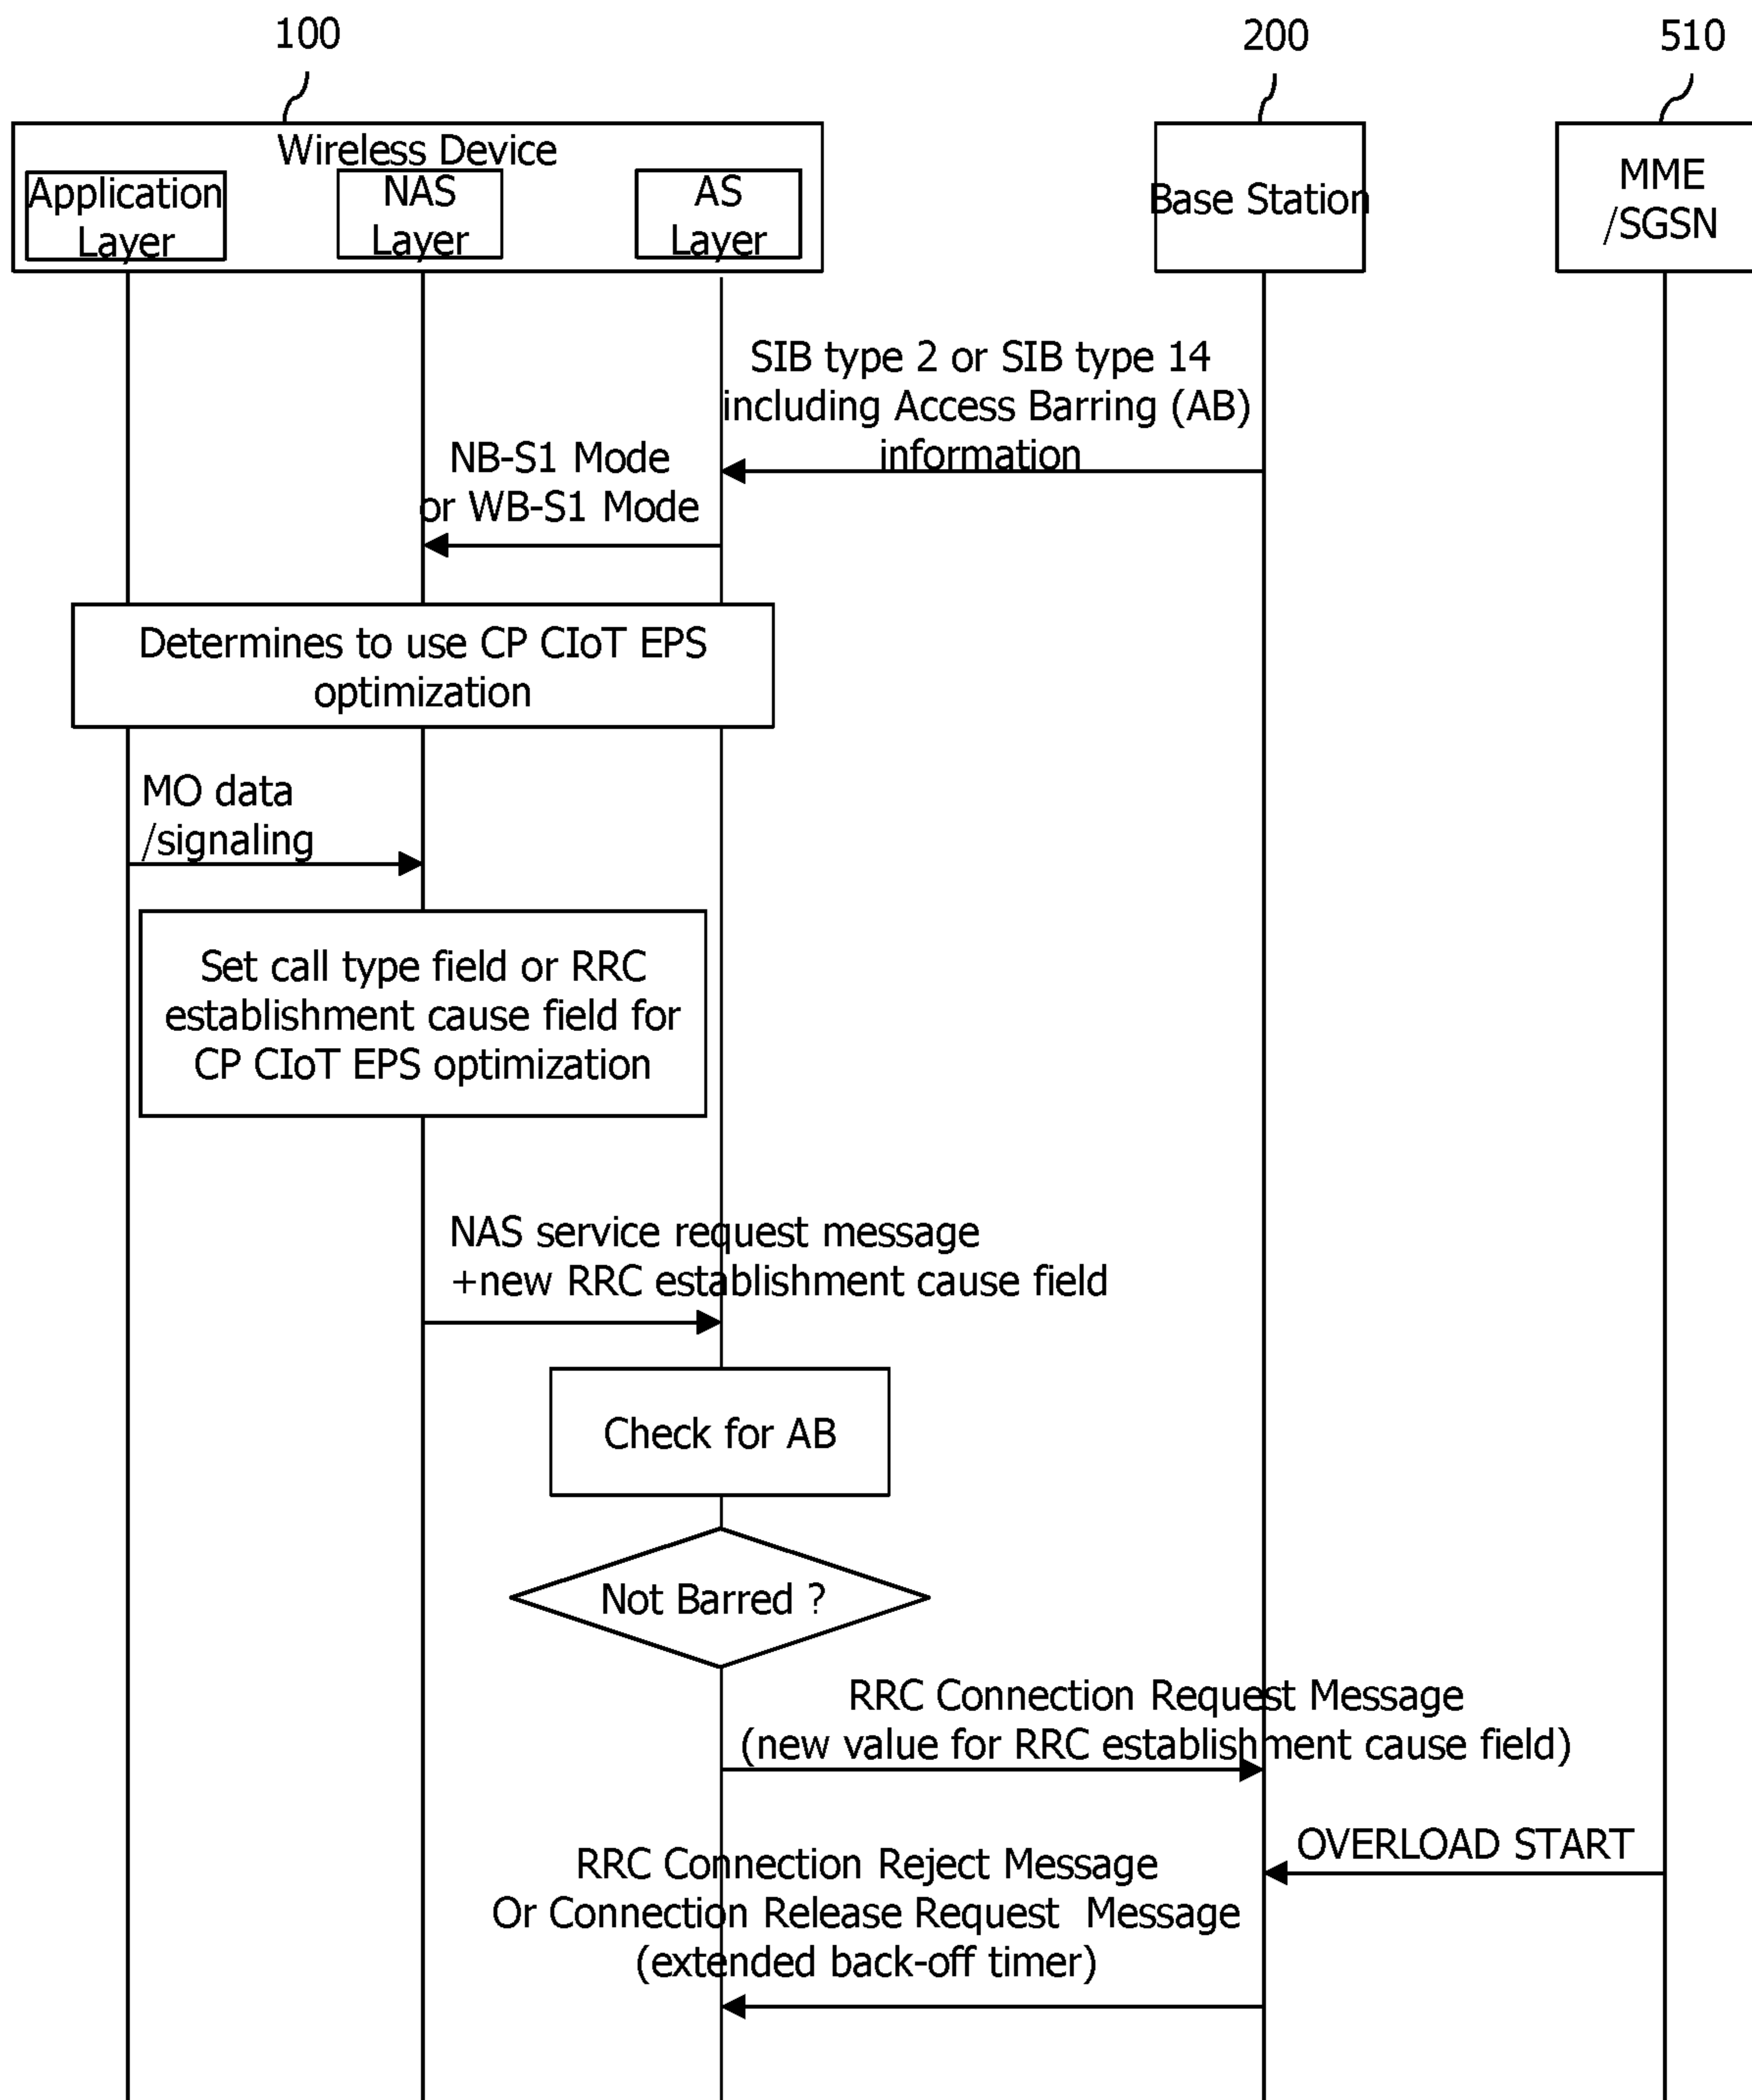 100
200
510
Wireless Device
Application
Layer
NAS
Layer
AS
Layer
Base Station
MME
/SGSN
SIB type 2 or SIB type 14
including Access Barring (AB)
information
NB-S1 Mode
or WB-S1 Mode
Determines to use CP CIoT EPS
optimization
MO data
/signaling
Set call type field or RRC
establishment cause field for
CP CIoT EPS optimization
NAS service request message
+new RRC establishment cause field
Check for AB
Not Barred ?
RRC Connection Request Message
(new value for RRC establishment cause field)
OVERLOAD START
RRC Connection Reject Message
Or Connection Release Request Message
(extended back-off timer)